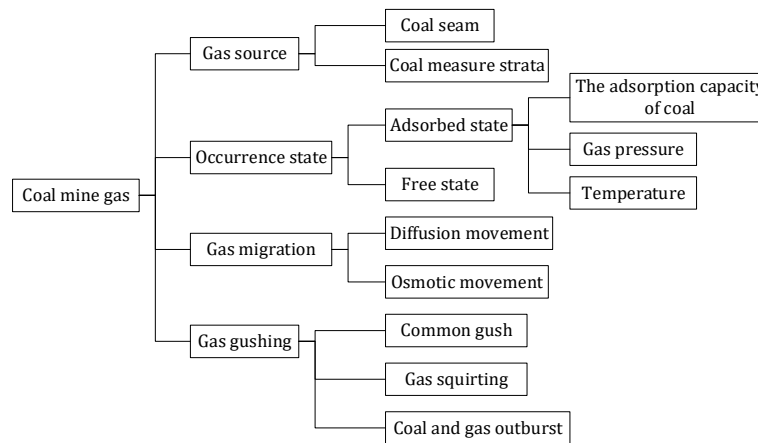 Coal mine gas
Gas source
Coal seam
Coal measure strata
Occurrence state
Adsorbed state
The adsorption capacity
of coal
Gas pressure
Temperature
Free state
Gas migration
Diffusion movement
Osmotic movement
Gas gushing
Common gush
Gas squirting
Coal and gas outburst